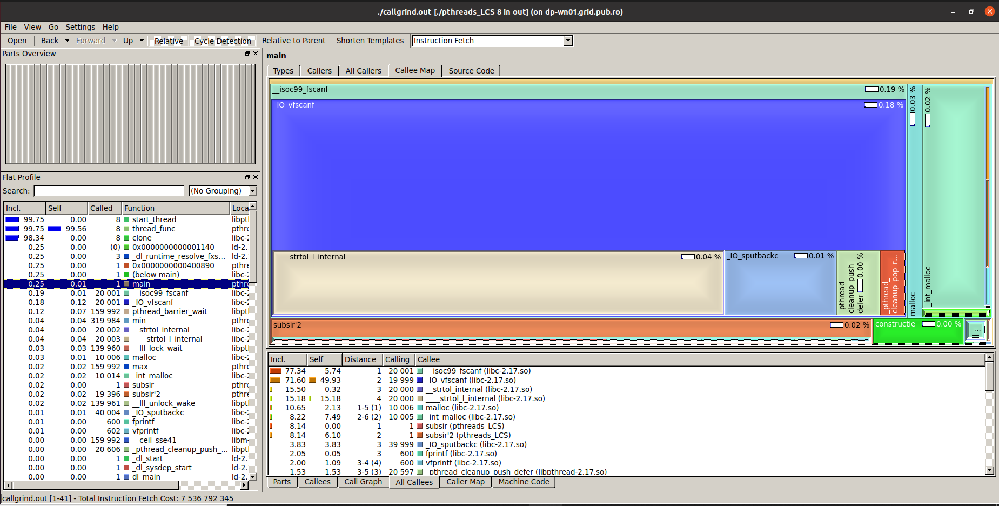 ./callgrind.out [./pthreads_LCS 8 in out] (on dp-wn01.grid.pub.ro)
File View Go Settings Help
Open Back Forward Up Relative Cycle Detection Relative to Parent Shorten Templates Instruction Fetch
Parts Overview
Flat Profile
Search: (No Grouping)
Incl. Self Called Function Loca
99.75 0.00 8 start_thread libpt
99.75 99.56 8 thread_func pthre
98.34 0.00 8 clone libc-2
0.25 0.00 (0) 0x0000000000001140 ld-2.
0.25 0.00 3 _dl_runtime_resolve_fxs... ld-2.
0.25 0.00 1 0x0000000000400890 pthre
0.25 0.00 1 (below main) libc-2
0.25 0.01 1 main pthre
0.19 0.01 20 001 __isoc99_fscanf libc-2
0.18 0.12 20 001 _IO_vfscanf libc-2
0.12 0.07 159 992 pthread_barrier_wait libpt
0.04 0.04 319 984 min pthre
0.04 0.00 20 002 __strtol_internal libc-2
0.04 0.04 20 003 ____strtol_l_internal libc-2
0.03 0.03 139 960 __lll_lock_wait libpt
0.03 0.01 10 006 malloc libc-2
0.02 0.02 159 992 max pthre
0.02 0.02 10 014 _int_malloc libc-2
0.02 0.00 1 subsir pthre
0.02 0.02 19 396 subsir'2 pthre
0.02 0.02 139 961 __lll_unlock_wake libpt
0.01 0.01 40 004 _IO_sputbackc libc-2
0.01 0.00 600 fprintf libc-2
0.01 0.00 602 vfprintf libc-2
0.00 0.00 159 992 __ceil_sse41 libm-
0.00 0.00 20 606 _pthread_cleanup_push_... libpt
0.00 0.00 1 _dl_start ld-2.
0.00 0.00 1 _dl_sysdep_start ld-2.
0.00 0.00 1 dl_main ld-2.
main
Types Callers All Callers Callee Map Source Code
__isoc99_fscanf 0.19 %
_IO_vfscanf 0.18 %
____strtol_l_internal 0.04 %
_IO_sputbackc 0.01 %
_pthread_
cleanup_push_
defer 0.00 %
_pthread_
cleanup_pop_r...
malloc 0.03 %
_int_malloc 0.02 %
subsir'2 0.02 %
constructie 0.00 %
_...
Incl. Self Distance Calling Callee
77.34 5.74 1 20 001 __isoc99_fscanf (libc-2.17.so)
71.60 49.93 2 19 999 _IO_vfscanf (libc-2.17.so)
15.50 0.32 3 20 000 __strtol_internal (libc-2.17.so)
15.18 15.18 4 20 000 ____strtol_l_internal (libc-2.17.so)
10.65 2.13 1-5 (1) 10 006 malloc (libc-2.17.so)
8.22 7.49 2-6 (2) 10 005 _int_malloc (libc-2.17.so)
8.14 0.00 1 1 subsir (pthreads_LCS)
8.14 6.10 2 1 subsir'2 (pthreads_LCS)
3.83 3.83 3 39 999 _IO_sputbackc (libc-2.17.so)
2.05 0.05 3 600 fprintf (libc-2.17.so)
2.00 1.09 3-4 (4) 600 vfprintf (libc-2.17.so)
1.53 1.53 3-5 (3) 20 597 _pthread_cleanup_push_defer (libpthread-2.17.so)
Parts Callees Call Graph All Callees Caller Map Machine Code
callgrind.out [1-41] - Total Instruction Fetch Cost: 7 536 792 345